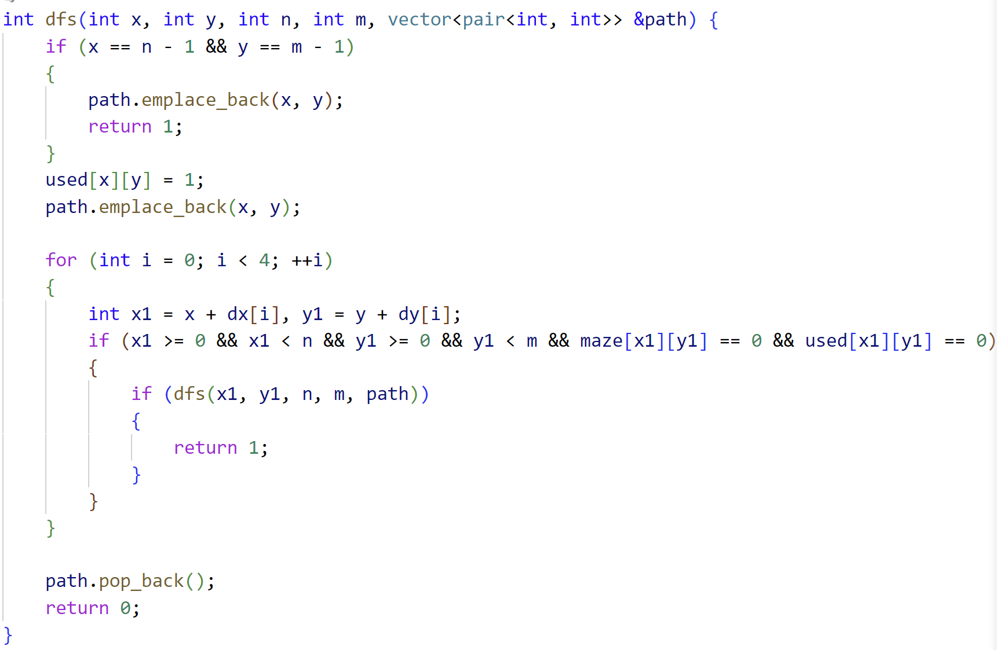 int dfs(int x, int y, int n, int m, vector<pair<int, int>> &path) {
    if (x == n - 1 && y == m - 1)
    {
        path.emplace_back(x, y);
        return 1;
    }
    used[x][y] = 1;
    path.emplace_back(x, y);

    for (int i = 0; i < 4; ++i)
    {
        int x1 = x + dx[i], y1 = y + dy[i];
        if (x1 >= 0 && x1 < n && y1 >= 0 && y1 < m && maze[x1][y1] == 0 && used[x1][y1] == 0)
        {
            if (dfs(x1, y1, n, m, path))
            {
                return 1;
            }
        }
    }

    path.pop_back();
    return 0;
}